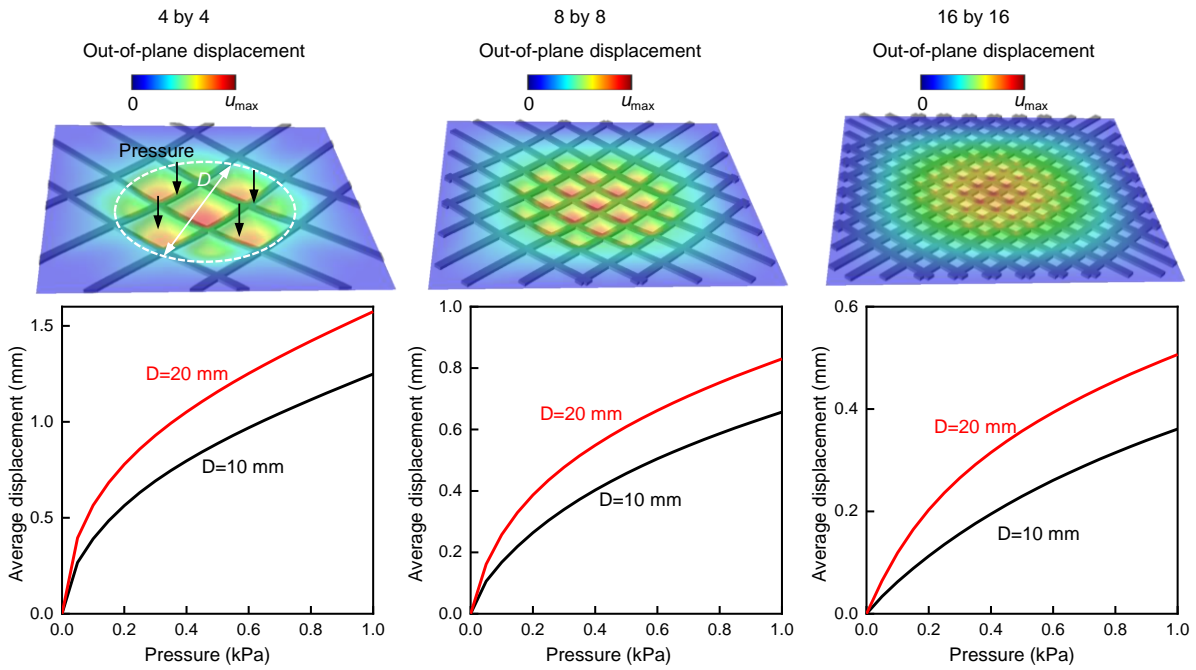 4 by 4
Out-of-plane displacement
0
u_max
Pressure
D
8 by 8
Out-of-plane displacement
0
u_max
16 by 16
Out-of-plane displacement
0
u_max
Average displacement (mm)
1.5
1.0
0.5
0.0
D=20 mm
D=10 mm
0.0 0.2 0.4 0.6 0.8 1.0
Pressure (kPa)
Average displacement (mm)
1.0
0.8
0.6
0.4
0.2
0.0
D=20 mm
D=10 mm
0.0 0.2 0.4 0.6 0.8 1.0
Pressure (kPa)
Average displacement (mm)
0.6
0.4
0.2
0.0
D=20 mm
D=10 mm
0.0 0.2 0.4 0.6 0.8 1.0
Pressure (kPa)